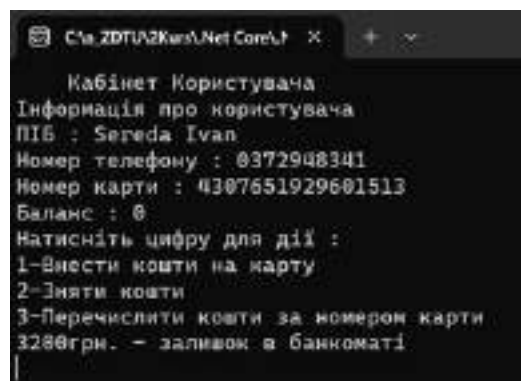 C:\a_ZDTU\2Kurs\.Net Core\.
Кабінет Користувача
Інформація про користувача
ПІБ : Sereda Ivan
Номер телефону : 0372948341
Номер карти : 4307651929601513
Баланс : 0
Натисніть цифру для дії :
1-Внести кошти на карту
2-Зняти кошти
3-Перечислити кошти за номером карти
3200грн. - залишок в банкоматі